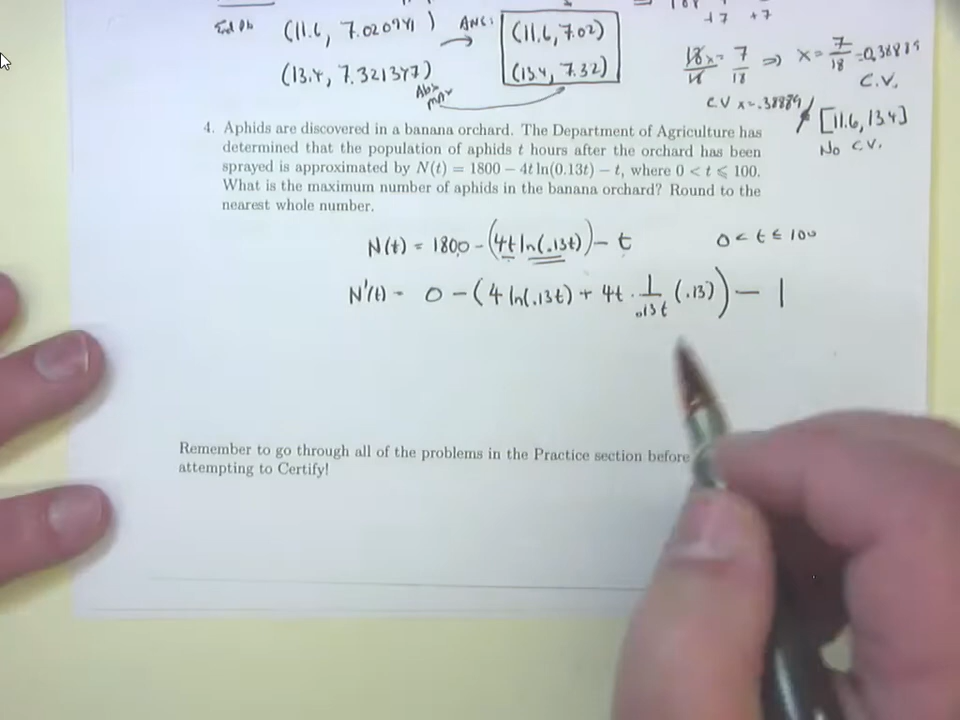 (11.6, 7.020941) ANS: (11.6, 7.02)
+7 +7
(13.4, 7.321347) (13.4, 7.32)
18x/18 = 7/18 ⇒ x = 7/18 = 0.38889
C.V.
Abs max
C.V x=.38889 [11.6, 13.4]
No C.V.
4. Aphids are discovered in a banana orchard. The Department of Agriculture has
determined that the population of aphids t hours after the orchard has been
sprayed is approximated by N(t) = 1800 − 4t ln(0.13t) − t, where 0 < t ⩽ 100.
What is the maximum number of aphids in the banana orchard? Round to the
nearest whole number.
N(t) = 1800 - (4t ln(.13t)) - t 0 < t ≤ 100
N'(t) = 0 - (4 ln(.13t) + 4t · 1/.13t (.13)) - 1
Remember to go through all of the problems in the Practice section before
attempting to Certify!